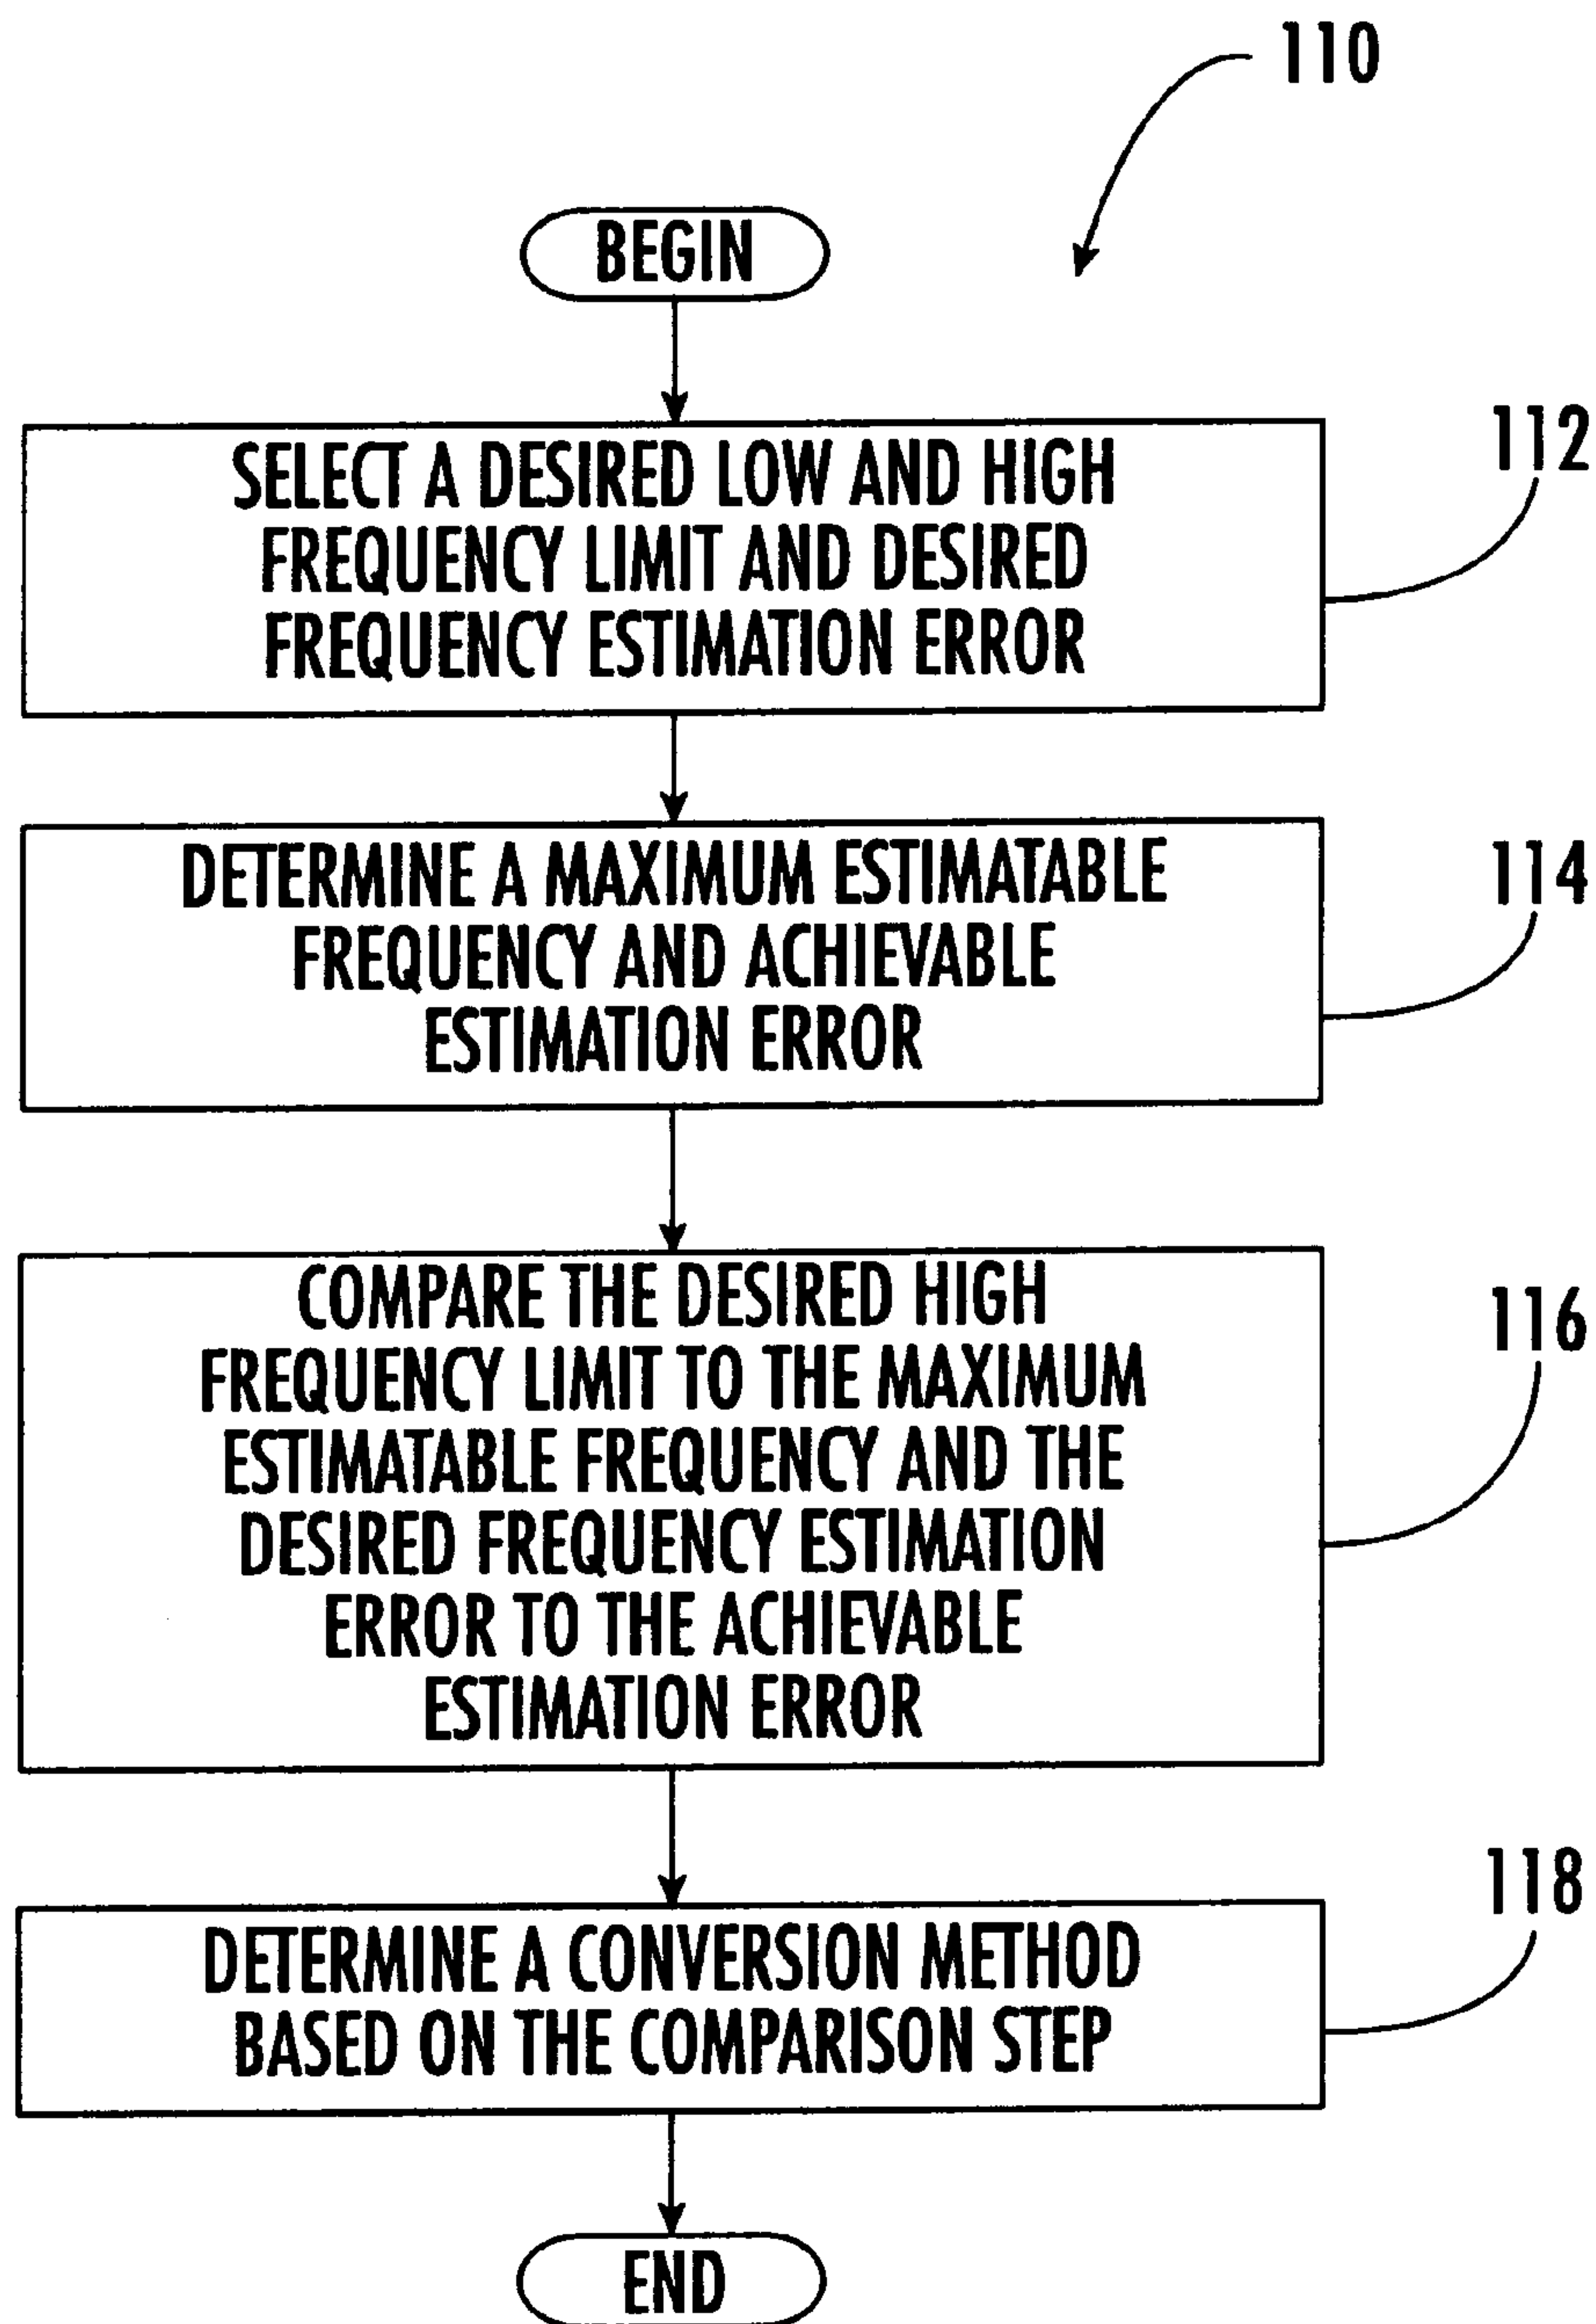 110
BEGIN
SELECT A DESIRED LOW AND HIGH
FREQUENCY LIMIT AND DESIRED
FREQUENCY ESTIMATION ERROR
112
DETERMINE A MAXIMUM ESTIMATABLE
FREQUENCY AND ACHIEVABLE
ESTIMATION ERROR
114
COMPARE THE DESIRED HIGH
FREQUENCY LIMIT TO THE MAXIMUM
ESTIMATABLE FREQUENCY AND THE
DESIRED FREQUENCY ESTIMATION
ERROR TO THE ACHIEVABLE
ESTIMATION ERROR
116
DETERMINE A CONVERSION METHOD
BASED ON THE COMPARISON STEP
118
END